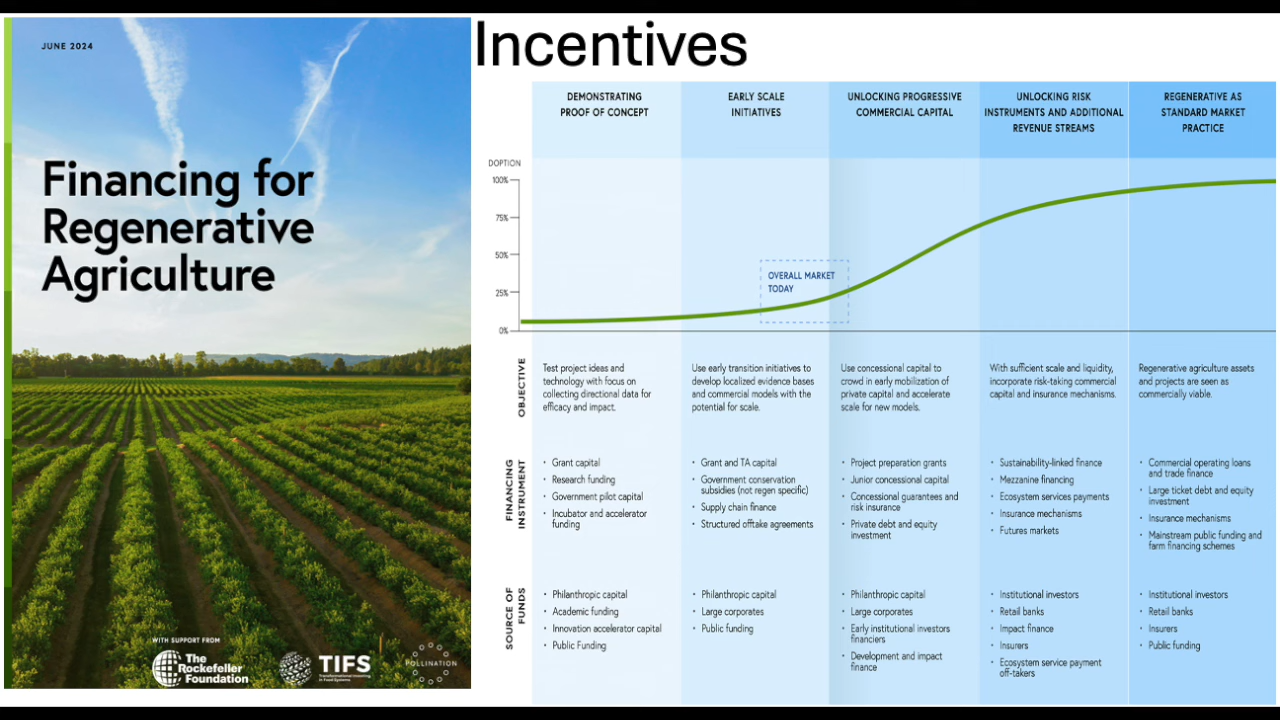 JUNE 2024
Financing for
Regenerative
Agriculture
WITH SUPPORT FROM
The
Rockefeller
Foundation
TIFS
Transformational Investing
in Food Systems
POLLINATION
Incentives
DEMONSTRATING
PROOF OF CONCEPT
EARLY SCALE
INITIATIVES
UNLOCKING PROGRESSIVE
COMMERCIAL CAPITAL
UNLOCKING RISK
INSTRUMENTS AND ADDITIONAL
REVENUE STREAMS
REGENERATIVE AS
STANDARD MARKET
PRACTICE
DOPTION
100%
75%
50%
25%
0%
OVERALL MARKET
TODAY
OBJECTIVE
Test project ideas and
technology with focus on
collecting directional data for
efficacy and impact.
Use early transition initiatives to
develop localized evidence bases
and commercial models with the
potential for scale.
Use concessional capital to
crowd in early mobilization of
private capital and accelerate
scale for new models.
With sufficient scale and liquidity,
incorporate risk-taking commercial
capital and insurance mechanisms.
Regenerative agriculture assets
and projects are seen as
commercially viable.
FINANCING
INSTRUMENT
• Grant capital
• Research funding
• Government pilot capital
• Incubator and accelerator
funding
• Grant and TA capital
• Government conservation
subsidies (not regen specific)
• Supply chain finance
• Structured offtake agreements
• Project preparation grants
• Junior concessional capital
• Concessional guarantees and
risk insurance
• Private debt and equity
investment
• Sustainability-linked finance
• Mezzanine financing
• Ecosystem services payments
• Insurance mechanisms
• Futures markets
• Commercial operating loans
and trade finance
• Large ticket debt and equity
investment
• Insurance mechanisms
• Mainstream public funding and
farm financing schemes
SOURCE OF
FUNDS
• Philanthropic capital
• Academic funding
• Innovation accelerator capital
• Public Funding
• Philanthropic capital
• Large corporates
• Public funding
• Philanthropic capital
• Large corporates
• Early institutional investors
financiers
• Development and impact
finance
• Institutional investors
• Retail banks
• Impact finance
• Insurers
• Ecosystem service payment
off-takers
• Institutional investors
• Retail banks
• Insurers
• Public funding